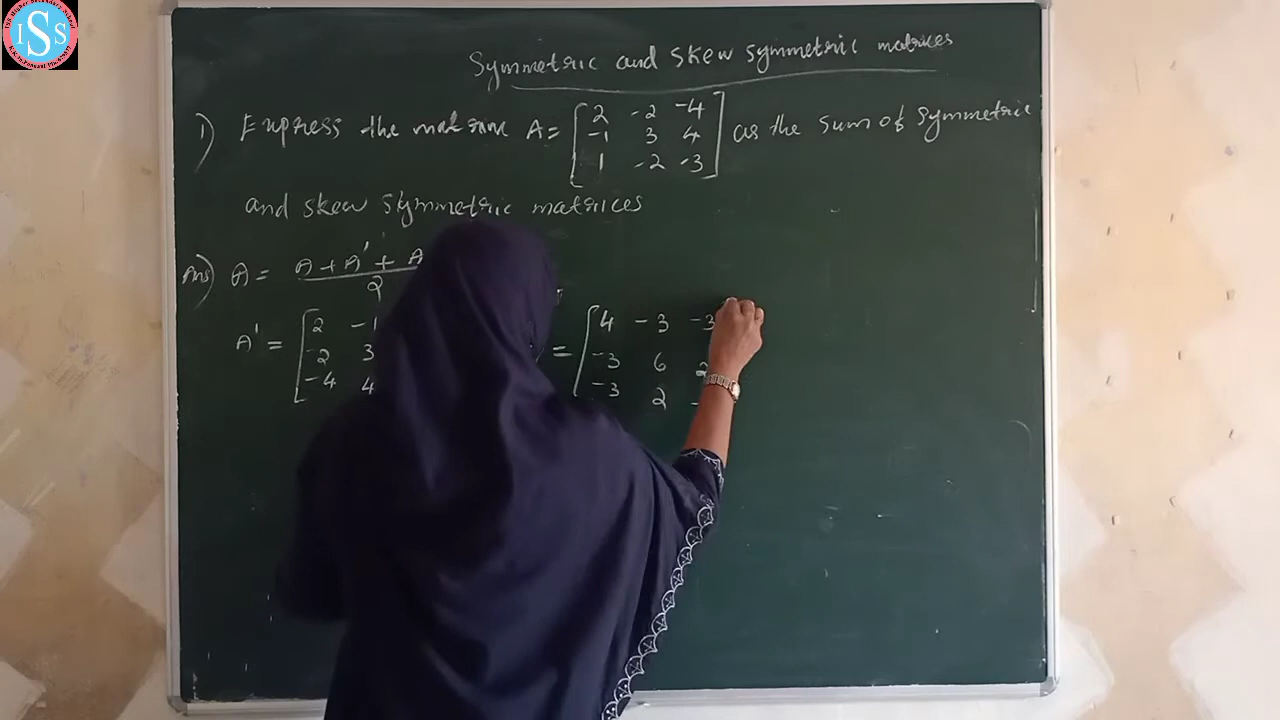 ISS
Symmetric and skew symmetric matrices
1) Express the matrix A = [ 2 -2 -4
-1 3 4
1 -2 -3 ] as the sum of symmetric
and skew symmetric matrices
Ans) A = A + A' + A
2
A' = [ 2 -1
-2 3
-4 4
= [ 4 -3 -3
-3 6 2
-3 2 -